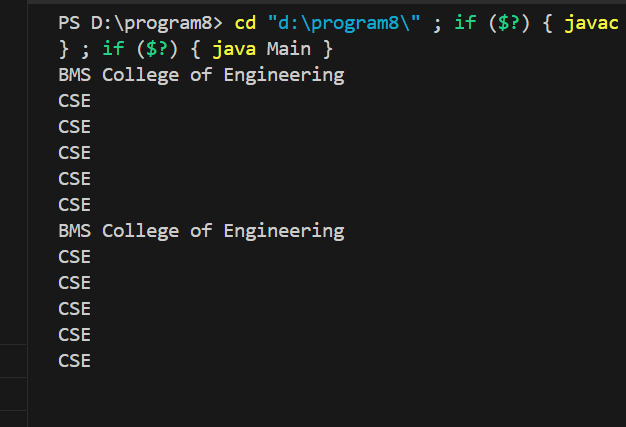 PS D:\program8> cd "d:\program8\" ; if ($?) { javac
} ; if ($?) { java Main }
BMS College of Engineering
CSE
CSE
CSE
CSE
CSE
BMS College of Engineering
CSE
CSE
CSE
CSE
CSE